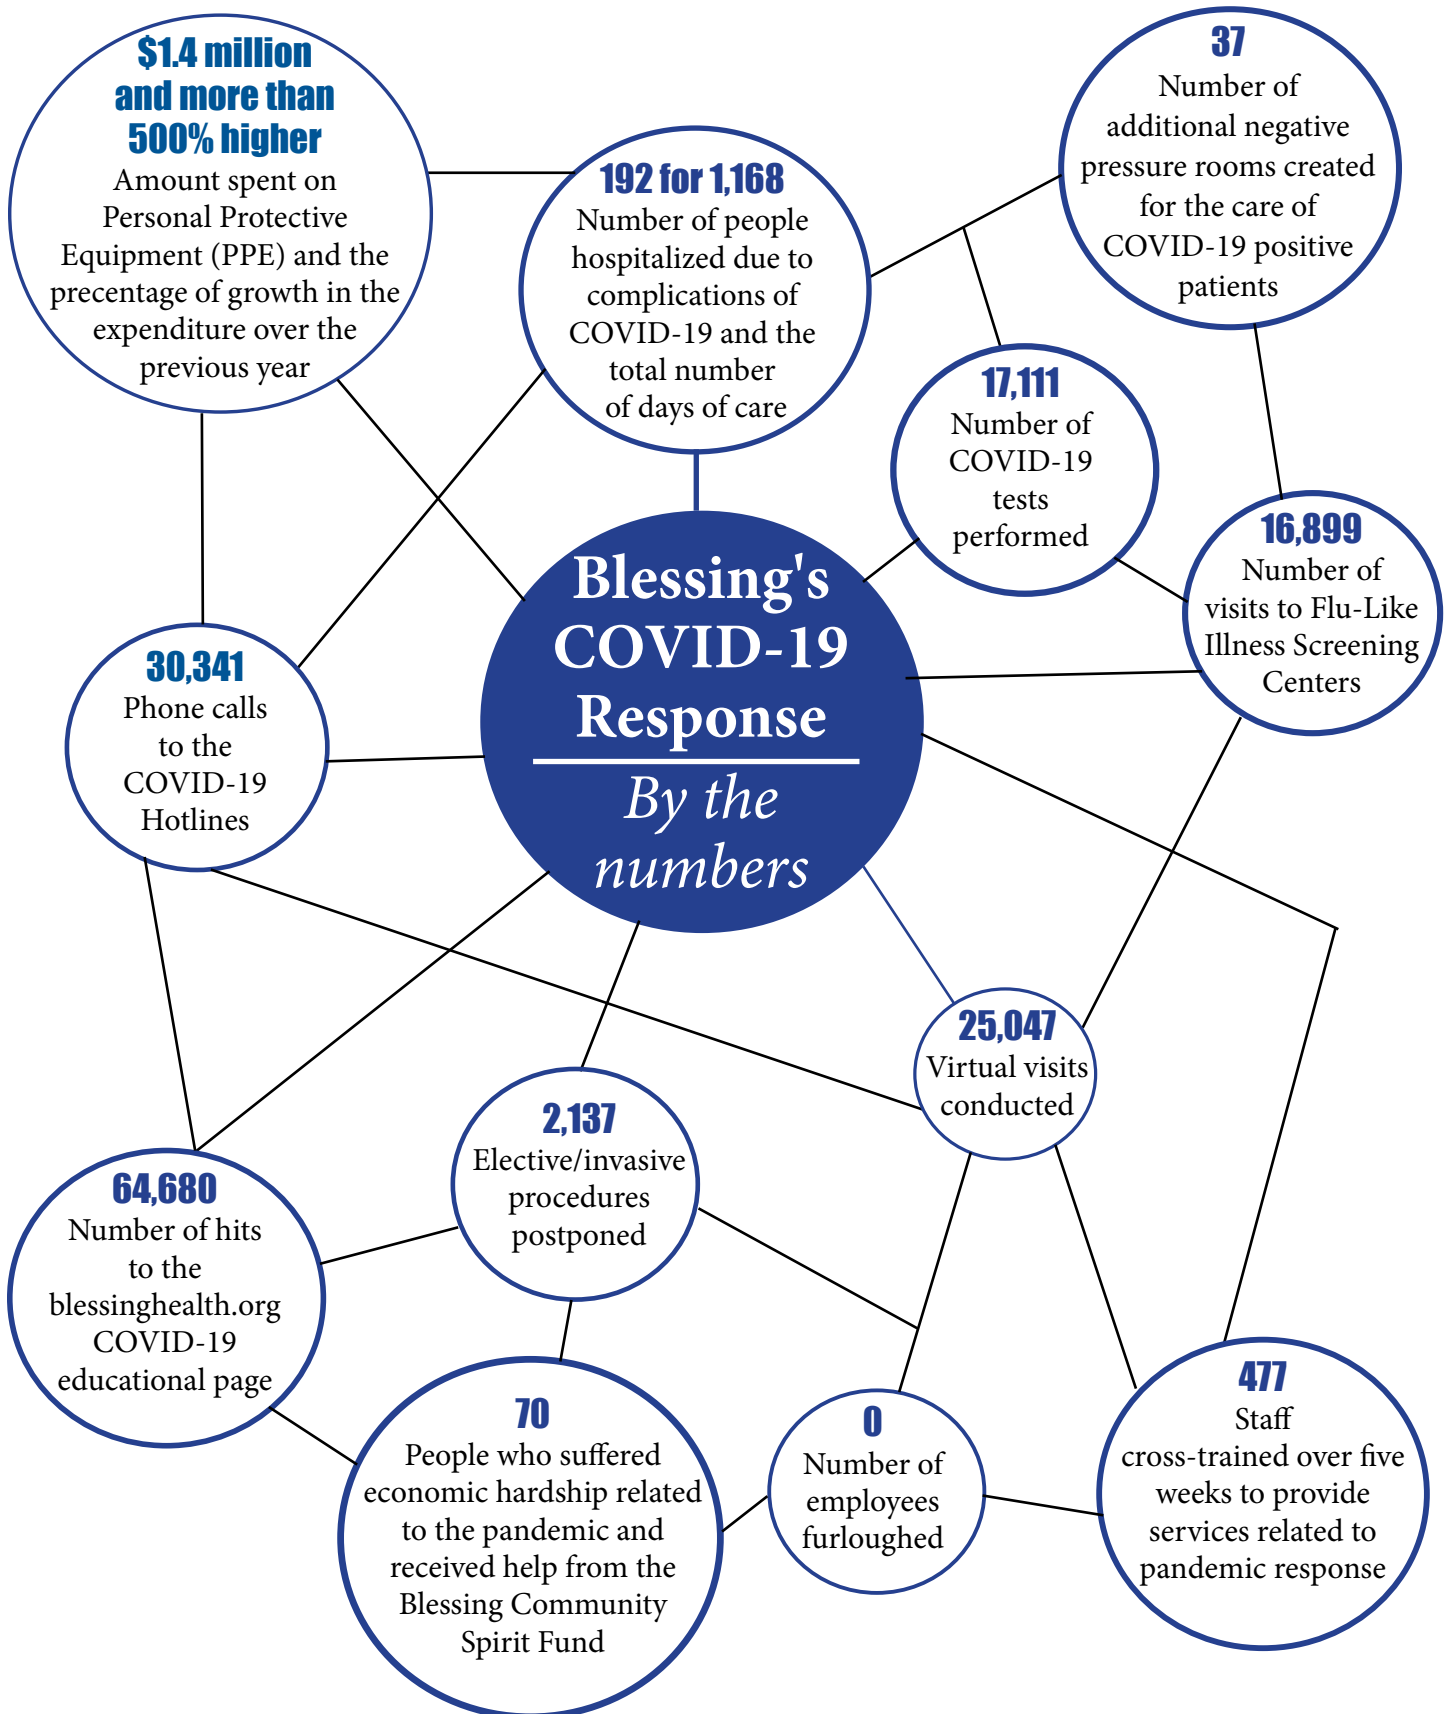 $1.4 million
and more than
500% higher
Amount spent on
Personal Protective
Equipment (PPE) and the
precentage of growth in the
expenditure over the
previous year
192 for 1,168
Number of people
hospitalized due to
complications of
COVID-19 and the
total number
of days of care
37
Number of
additional negative
pressure rooms created
for the care of
COVID-19 positive
patients
17,111
Number of
COVID-19
tests
performed
16,899
Number of
visits to Flu-Like
Illness Screening
Centers
Blessing's
COVID-19
Response
By the
numbers
30,341
Phone calls
to the
COVID-19
Hotlines
25,047
Virtual visits
conducted
2,137
Elective/invasive
procedures
postponed
64,680
Number of hits
to the
blessinghealth.org
COVID-19
educational page
70
People who suffered
economic hardship related
to the pandemic and
received help from the
Blessing Community
Spirit Fund
0
Number of
employees
furloughed
477
Staff
cross-trained over five
weeks to provide
services related to
pandemic response